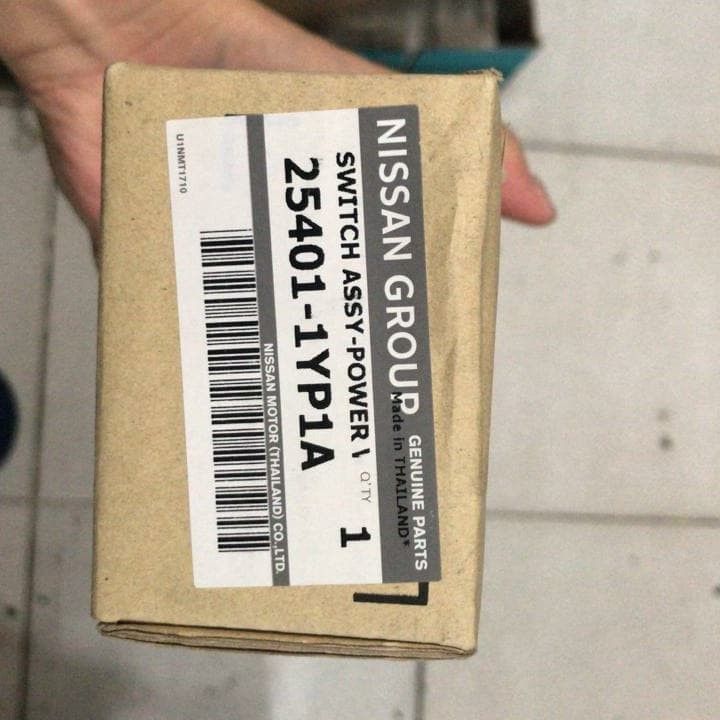 NISSAN GROUP GENUINE PARTS
Made in THAILAND*
SWITCH ASSY-POWER \ Q'TY 1
25401-1YP1A
NISSAN MOTOR (THAILAND) CO.,LTD.
U1NMT1710